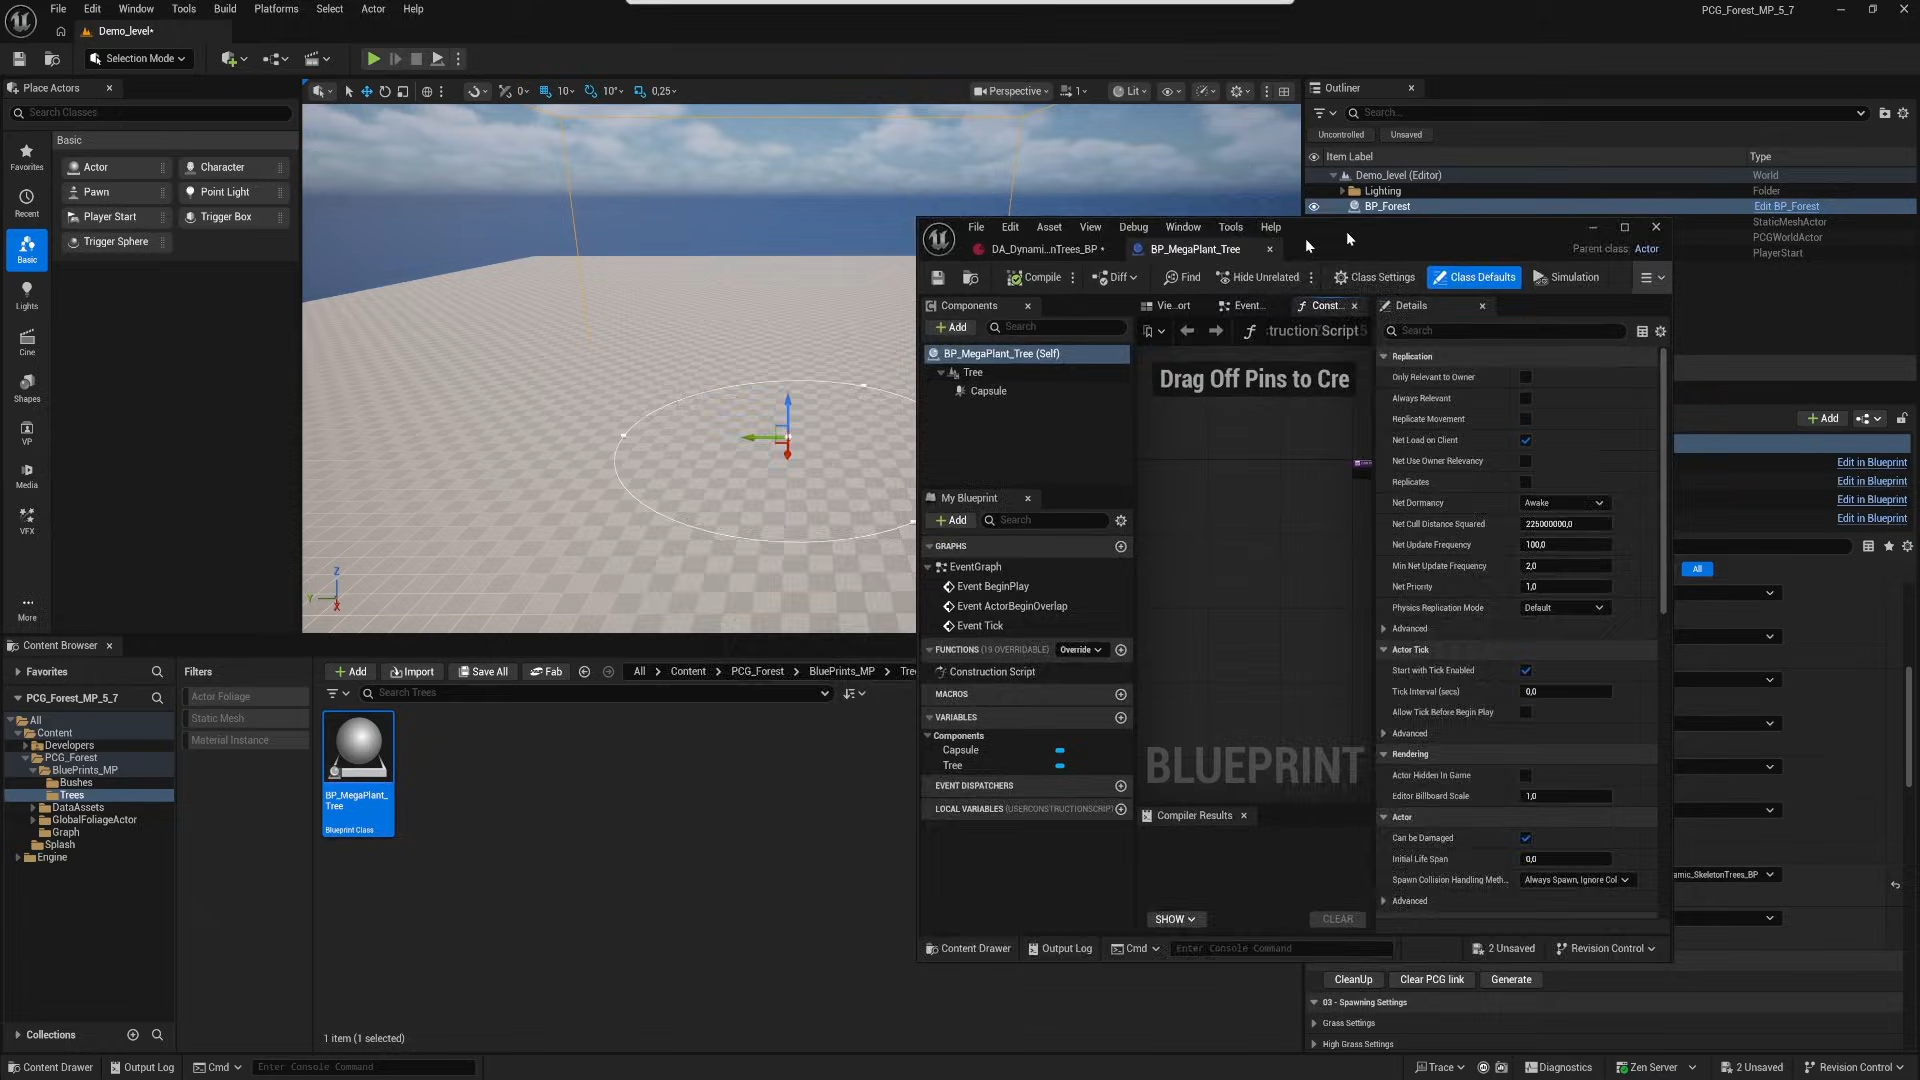 File Edit Window Tools Build Platforms Select Actor Help
PCG_Forest_MP_5_7
Demo_level*
Selection Mode
Place Actors
Search Classes
Basic
Favorites
Recent
Basic
Lights
Cine
Shapes
VP
Media
VFX
More
Actor
Character
Pawn
Point Light
Player Start
Trigger Box
Trigger Sphere
0 10 10° 0,25
Perspective 1 Lit
Z
Y
X
Outliner
Search...
Uncontrolled Unsaved
Item Label Type
Demo_level (Editor) World
Lighting Folder
BP_Forest Edit BP_Forest
StaticMeshActor
PCGWorldActor
PlayerStart
File Edit Asset View Debug Window Tools Help
DA_Dynami...nTrees_BP *
BP_MegaPlant_Tree
Parent class: Actor
Compile Diff Find Hide Unrelated Class Settings Class Defaults Simulation
Components
Add Search
BP_MegaPlant_Tree (Self)
Tree
Capsule
My Blueprint
Add Search
GRAPHS
EventGraph
Event BeginPlay
Event ActorBeginOverlap
Event Tick
FUNCTIONS (19 OVERRIDABLE) Override
Construction Script
MACROS
VARIABLES
Components
Capsule
Tree
EVENT DISPATCHERS
LOCAL VARIABLES (USERCONSTRUCTIONSCRIPT
Vie...ort Event... Const...
struction Script
Drag Off Pins to Cre
BLUEPRINT
Compiler Results
SHOW CLEAR
Details
Search
Replication
Only Relevant to Owner
Always Relevant
Replicate Movement
Net Load on Client
Net Use Owner Relevancy
Replicates
Net Dormancy Awake
Net Cull Distance Squared 225000000,0
Net Update Frequency 100,0
Min Net Update Frequency 2,0
Net Priority 1,0
Physics Replication Mode Default
Advanced
Actor Tick
Start with Tick Enabled
Tick Interval (secs) 0,0
Allow Tick Before Begin Play
Advanced
Rendering
Actor Hidden In Game
Editor Billboard Scale 1,0
Actor
Can be Damaged
Initial Life Span 0,0
Spawn Collision Handling Meth... Always Spawn, Ignore Col
Advanced
Content Drawer Output Log Cmd Enter Console Command 2 Unsaved Revision Control
Add
Edit in Blueprint
Edit in Blueprint
Edit in Blueprint
Edit in Blueprint
All
amic_SkeletonTrees_BP
CleanUp Clear PCG link Generate
03 - Spawning Settings
Grass Settings
High Grass Settings
Content Browser
Favorites
PCG_Forest_MP_5_7
All
Content
Developers
PCG_Forest
BluePrints_MP
Bushes
Trees
DataAssets
GlobalFoliageActor
Graph
Splash
Engine
Collections
Filters
Actor Foliage
Static Mesh
Material Instance
Add Import Save All Fab All > Content > PCG_Forest > BluePrints_MP > Tree
Search Trees
BP_MegaPlant_
Tree
Blueprint Class
1 item (1 selected)
Content Drawer Output Log Cmd Enter Console Command
Trace Diagnostics Zen Server 2 Unsaved Revision Control